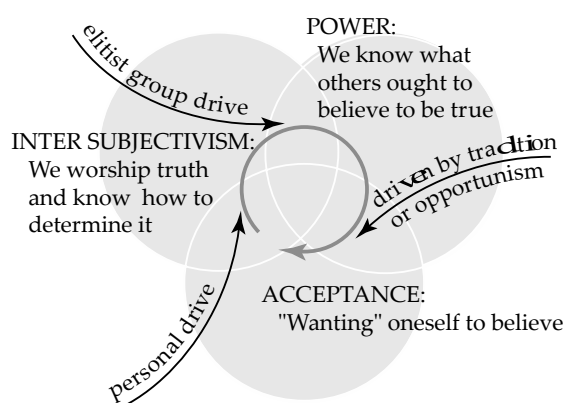 POWER:
We know what
others ought to
believe to be true
elitist group drive
INTER SUBJECTIVISM:
We worship truth
and know how to
determine it
driven by tradition
or opportunism
ACCEPTANCE:
"Wanting" oneself to believe
personal drive